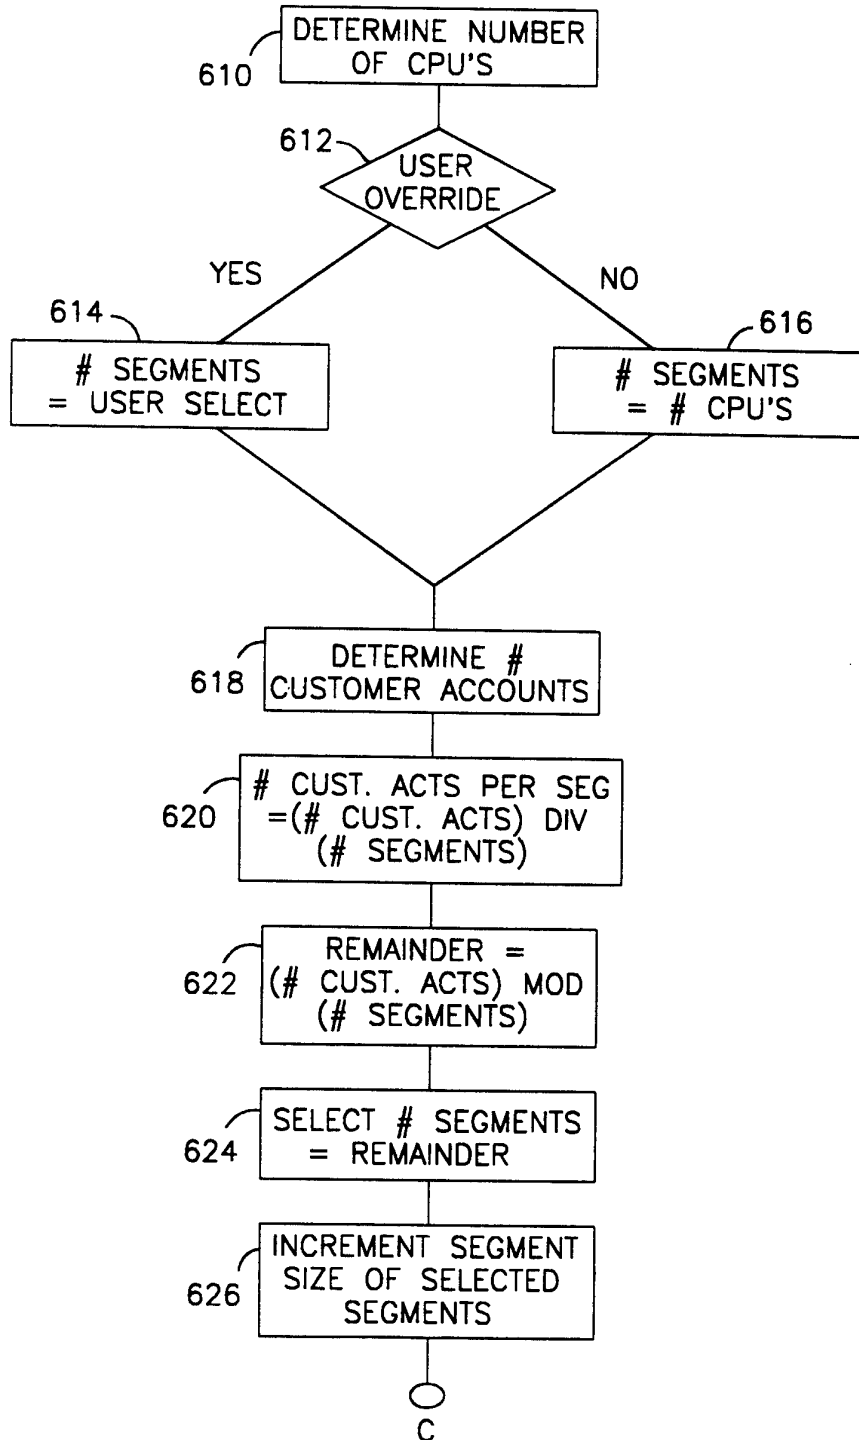 DETERMINE NUMBER
OF CPU'S
610
612
USER
OVERRIDE
YES
NO
614
616
# SEGMENTS
= USER SELECT
# SEGMENTS
= # CPU'S
DETERMINE #
CUSTOMER ACCOUNTS
618
# CUST. ACTS PER SEG
=(# CUST. ACTS) DIV
(# SEGMENTS)
620
REMAINDER =
(# CUST. ACTS) MOD
(# SEGMENTS)
622
SELECT # SEGMENTS
= REMAINDER
624
INCREMENT SEGMENT
SIZE OF SELECTED
SEGMENTS
626
C